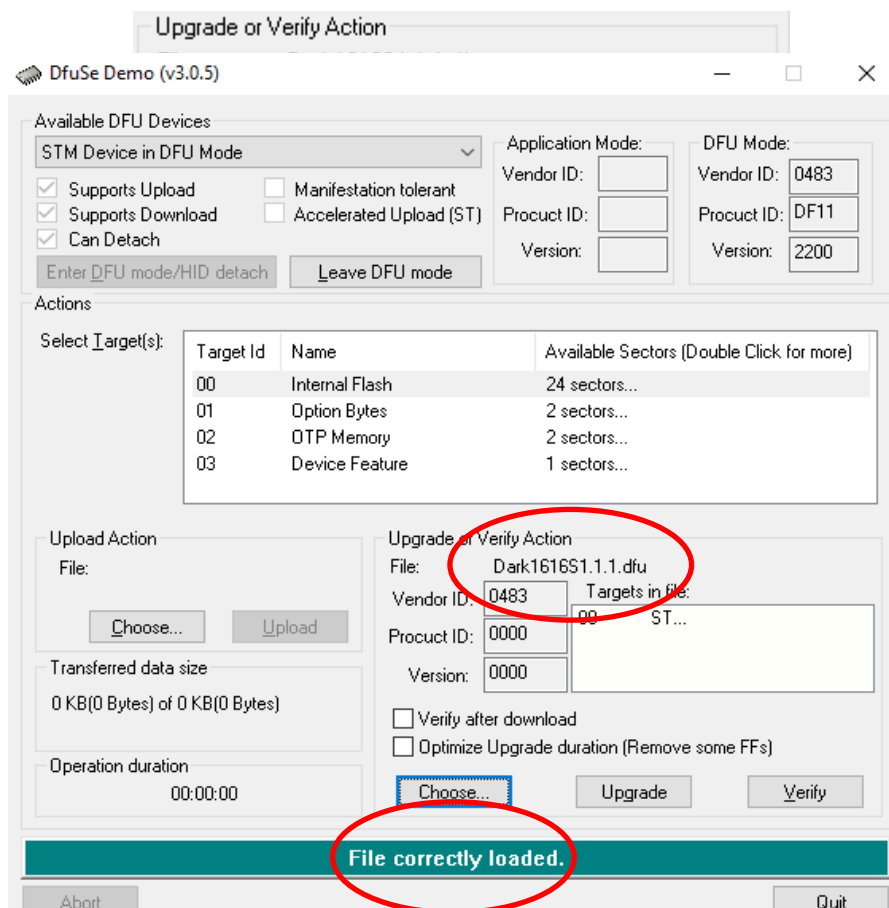 Upgrade or Verify Action
DfuSe Demo (v3.0.5)
Available DFU Devices
STM Device in DFU Mode
Supports Upload
Manifestation tolerant
Supports Download
Accelerated Upload (ST)
Can Detach
Enter DFU mode/HID detach
Leave DFU mode
Application Mode:
Vendor ID:
Procuct ID:
Version:
DFU Mode:
Vendor ID: 0483
Procuct ID: DF11
Version: 2200
Actions
Select Target(s):
Target Id Name Available Sectors (Double Click for more)
00 Internal Flash 24 sectors...
01 Option Bytes 2 sectors...
02 OTP Memory 2 sectors...
03 Device Feature 1 sectors...
Upload Action
File:
Choose...
Upload
Transferred data size
0 KB(0 Bytes) of 0 KB(0 Bytes)
Operation duration
00:00:00
Upgrade or Verify Action
File: Dark1616S1.1.1.dfu
Vendor ID: 0483
Procuct ID: 0000
Version: 0000
Targets in file:
00 ST...
Verify after download
Optimize Upgrade duration (Remove some FFs)
Choose...
Upgrade
Verify
File correctly loaded.
Abort
Quit